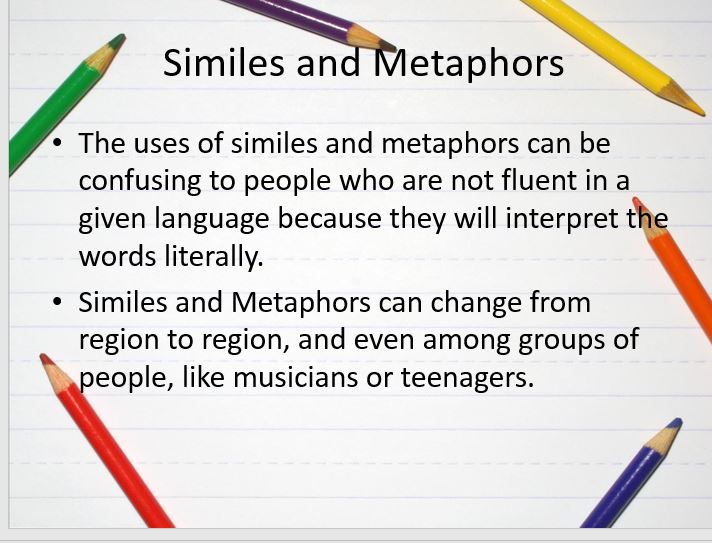 Similes and Metaphors
• The uses of similes and metaphors can be
confusing to people who are not fluent in a
given language because they will interpret the
words literally.
• Similes and Metaphors can change from
region to region, and even among groups of
people, like musicians or teenagers.